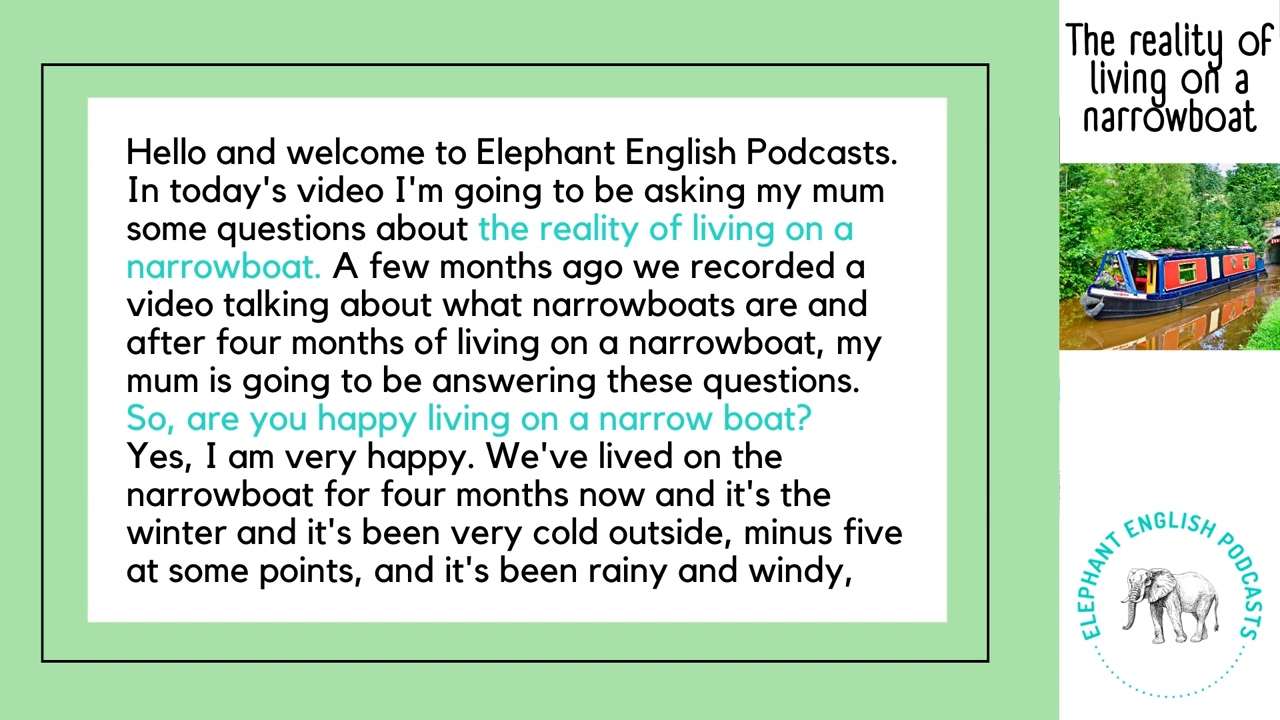 Hello and welcome to Elephant English Podcasts.
In today's video I'm going to be asking my mum
some questions about the reality of living on a
narrowboat. A few months ago we recorded a
video talking about what narrowboats are and
after four months of living on a narrowboat, my
mum is going to be answering these questions.
So, are you happy living on a narrow boat?
Yes, I am very happy. We've lived on the
narrowboat for four months now and it's the
winter and it's been very cold outside, minus five
at some points, and it's been rainy and windy,
The reality of
living on a
narrowboat
ELEPHANT ENGLISH PODCASTS